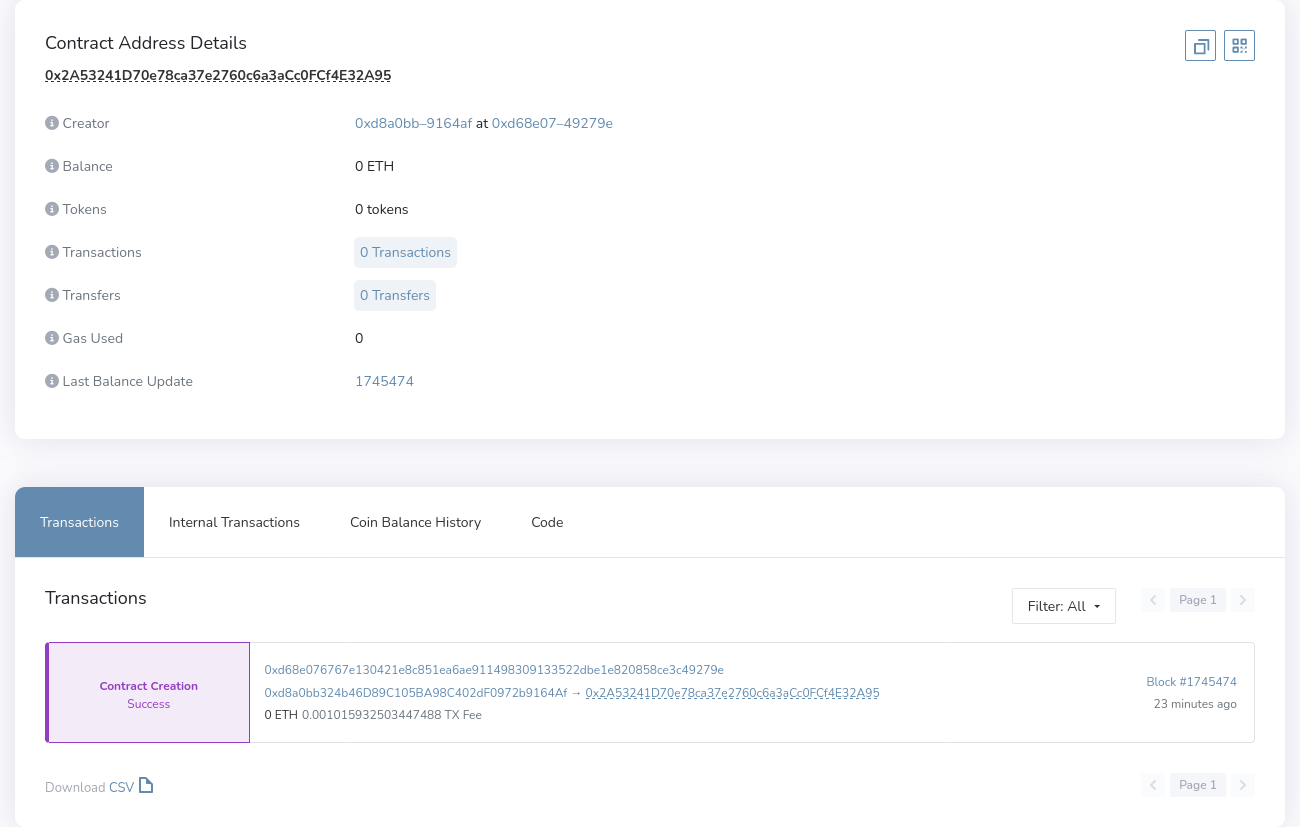 Contract Address Details
0x2A53241D70e78ca37e2760c6a3aCc0FCf4E32A95
Creator 0xd8a0bb–9164af at 0xd68e07–49279e
Balance 0 ETH
Tokens 0 tokens
Transactions 0 Transactions
Transfers 0 Transfers
Gas Used 0
Last Balance Update 1745474
Transactions Internal Transactions Coin Balance History Code
Transactions
Filter: All Page 1
Contract Creation
Success
0xd68e076767e130421e8c851ea6ae911498309133522dbe1e820858ce3c49279e
0xd8a0bb324b46D89C105BA98C402dF0972b9164Af → 0x2A53241D70e78ca37e2760c6a3aCc0FCf4E32A95
0 ETH 0.001015932503447488 TX Fee
Block #1745474
23 minutes ago
Download CSV Page 1